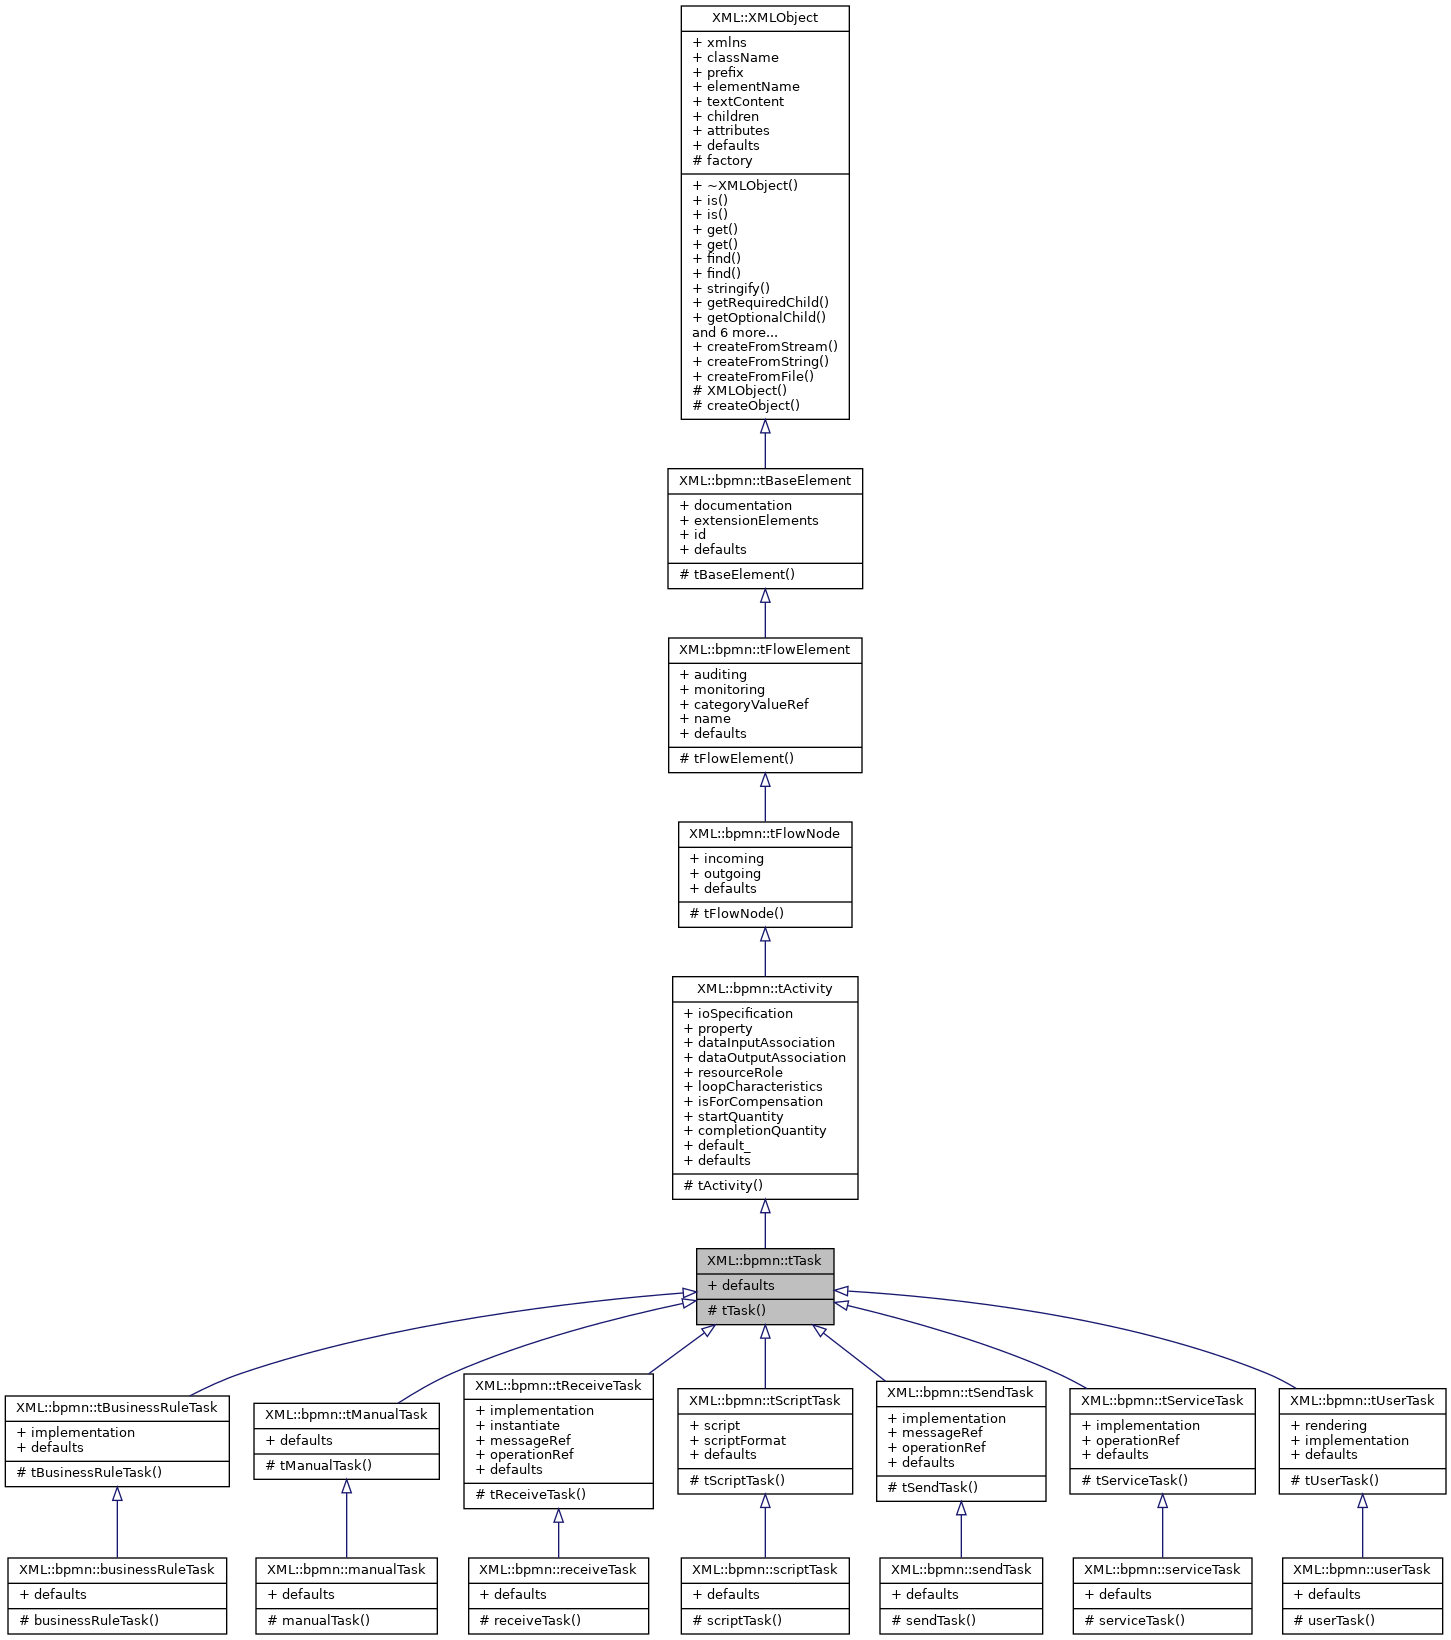 XML::XMLObject
+ xmlns
+ className
+ prefix
+ elementName
+ textContent
+ children
+ attributes
+ defaults
# factory
+ ~XMLObject()
+ is()
+ is()
+ get()
+ get()
+ find()
+ find()
+ stringify()
+ getRequiredChild()
+ getOptionalChild()
and 6 more...
+ createFromStream()
+ createFromString()
+ createFromFile()
# XMLObject()
# createObject()
XML::bpmn::tBaseElement
+ documentation
+ extensionElements
+ id
+ defaults
# tBaseElement()
XML::bpmn::tFlowElement
+ auditing
+ monitoring
+ categoryValueRef
+ name
+ defaults
# tFlowElement()
XML::bpmn::tFlowNode
+ incoming
+ outgoing
+ defaults
# tFlowNode()
XML::bpmn::tActivity
+ ioSpecification
+ property
+ dataInputAssociation
+ dataOutputAssociation
+ resourceRole
+ loopCharacteristics
+ isForCompensation
+ startQuantity
+ completionQuantity
+ default_
+ defaults
# tActivity()
XML::bpmn::tTask
+ defaults
# tTask()
XML::bpmn::tBusinessRuleTask
+ implementation
+ defaults
# tBusinessRuleTask()
XML::bpmn::tManualTask
+ defaults
# tManualTask()
XML::bpmn::tReceiveTask
+ implementation
+ instantiate
+ messageRef
+ operationRef
+ defaults
# tReceiveTask()
XML::bpmn::tScriptTask
+ script
+ scriptFormat
+ defaults
# tScriptTask()
XML::bpmn::tSendTask
+ implementation
+ messageRef
+ operationRef
+ defaults
# tSendTask()
XML::bpmn::tServiceTask
+ implementation
+ operationRef
+ defaults
# tServiceTask()
XML::bpmn::tUserTask
+ rendering
+ implementation
+ defaults
# tUserTask()
XML::bpmn::businessRuleTask
+ defaults
# businessRuleTask()
XML::bpmn::manualTask
+ defaults
# manualTask()
XML::bpmn::receiveTask
+ defaults
# receiveTask()
XML::bpmn::scriptTask
+ defaults
# scriptTask()
XML::bpmn::sendTask
+ defaults
# sendTask()
XML::bpmn::serviceTask
+ defaults
# serviceTask()
XML::bpmn::userTask
+ defaults
# userTask()